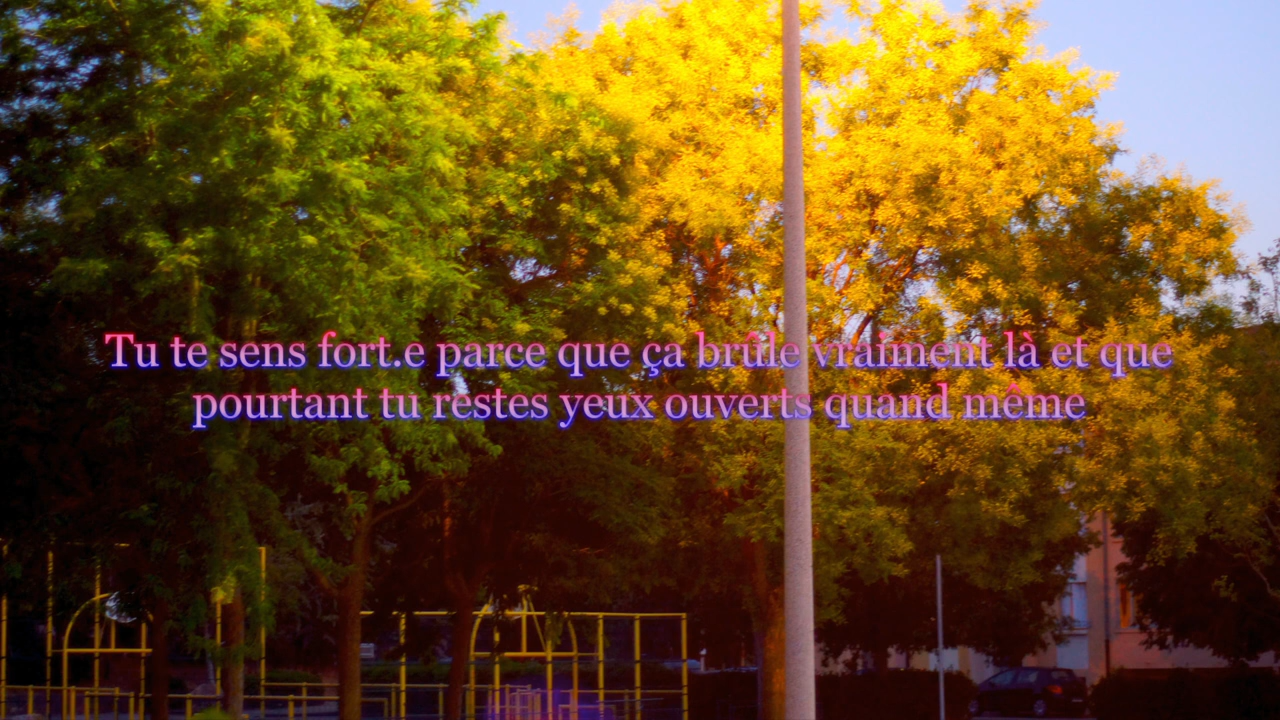 Tu te sens fort.e parce que ça brûle vraiment là et que
pourtant tu restes yeux ouverts quand même